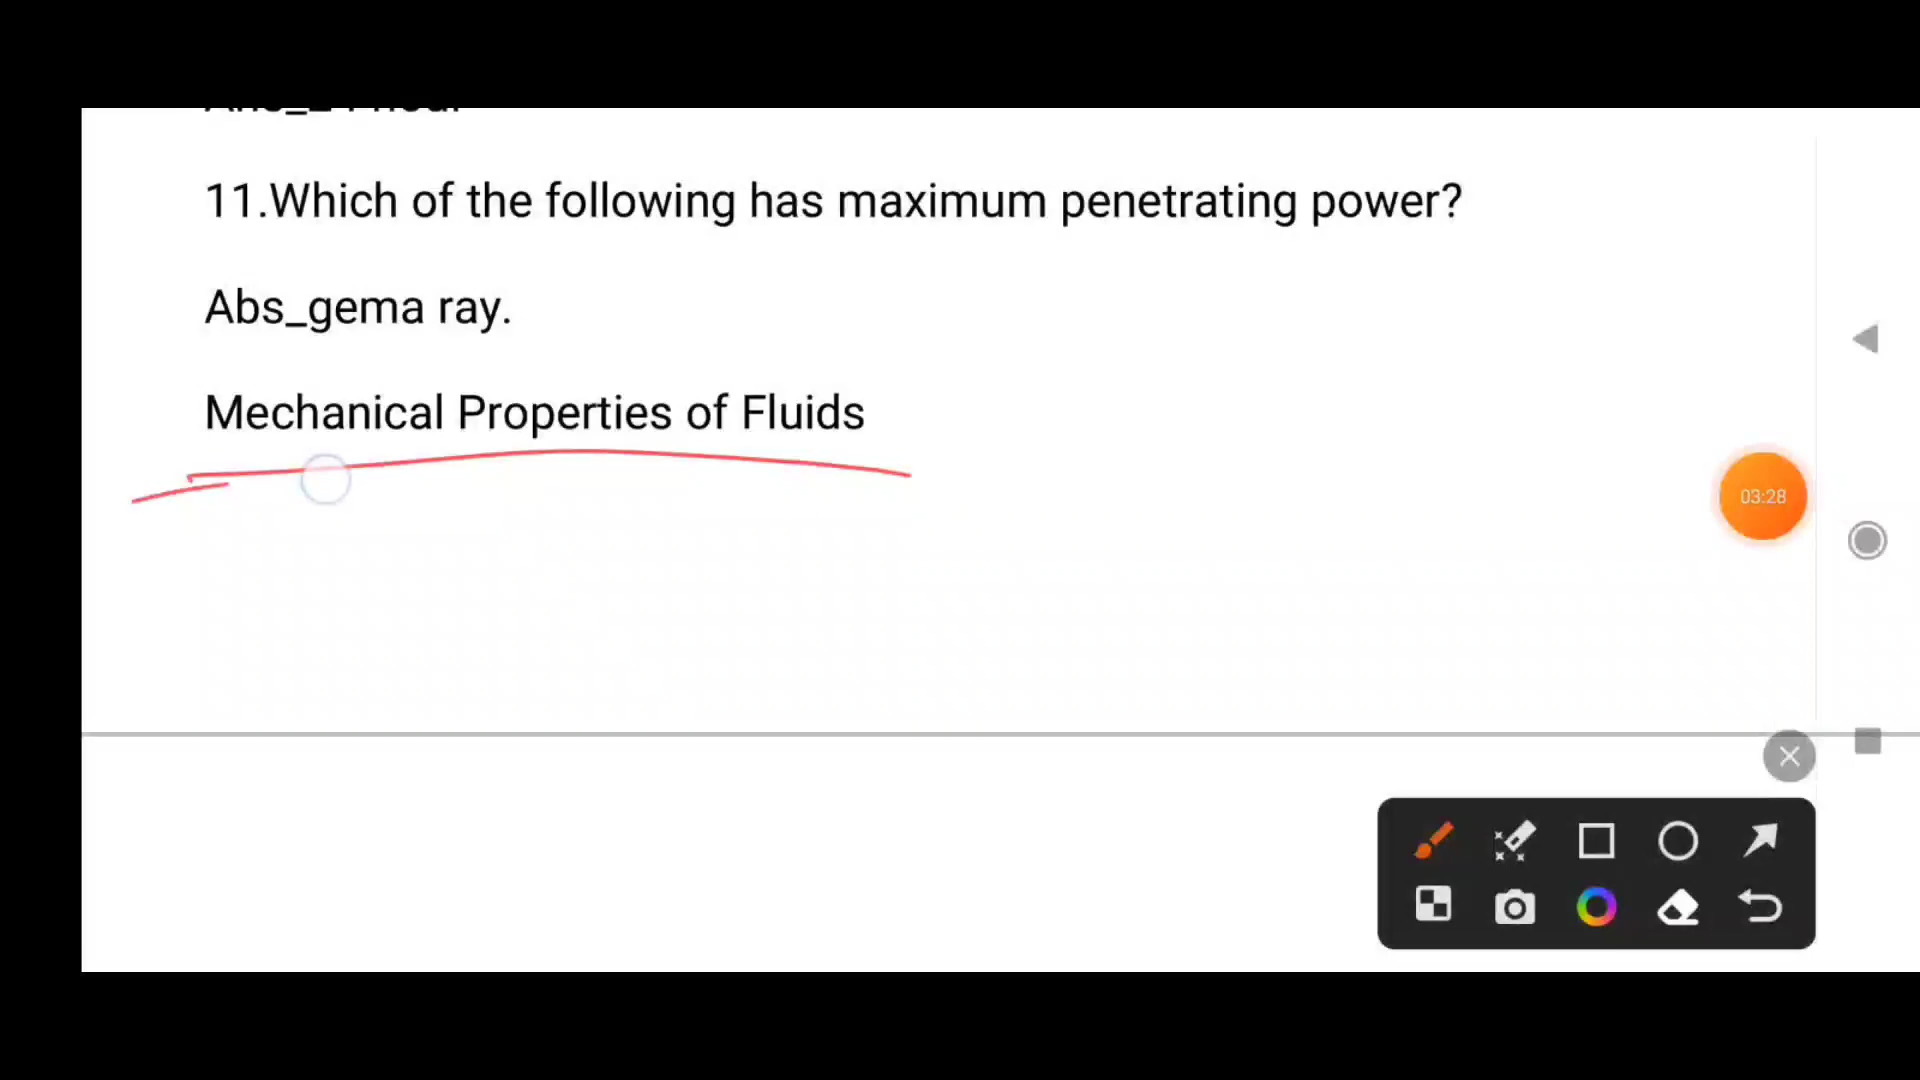 11.Which of the following has maximum penetrating power?
Abs_gema ray.
Mechanical Properties of Fluids
03:28